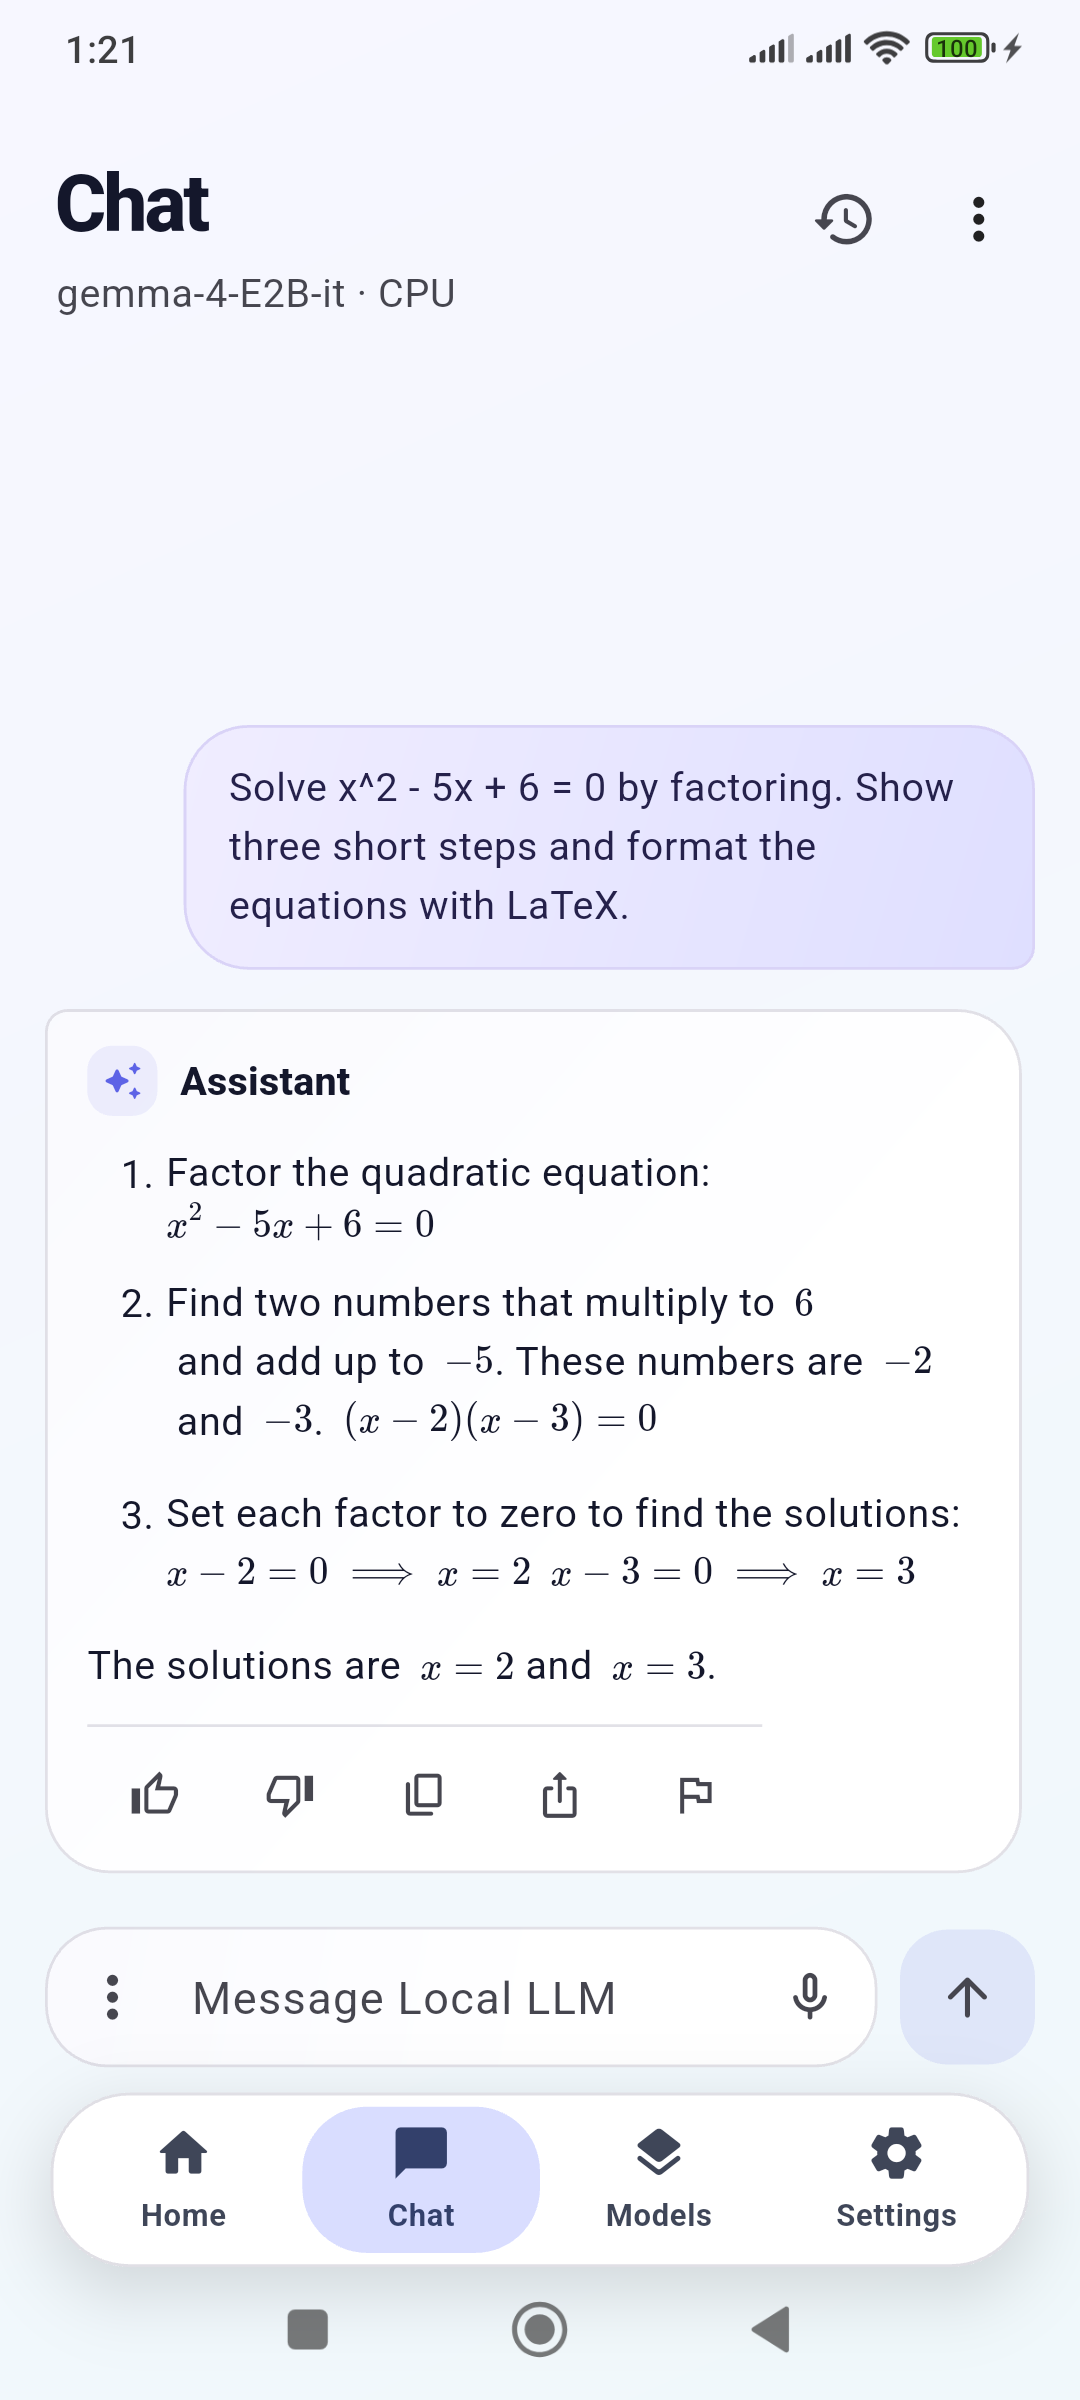 1:21
100
Chat
gemma-4-E2B-it · CPU
Solve x^2 - 5x + 6 = 0 by factoring. Show
three short steps and format the
equations with LaTeX.
Assistant
1. Factor the quadratic equation:
x² − 5x + 6 = 0
2. Find two numbers that multiply to 6
and add up to −5. These numbers are −2
and −3. (x − 2)(x − 3) = 0
3. Set each factor to zero to find the solutions:
x − 2 = 0 ⟹ x = 2 x − 3 = 0 ⟹ x = 3
The solutions are x = 2 and x = 3.
Message Local LLM
Home Chat Models Settings